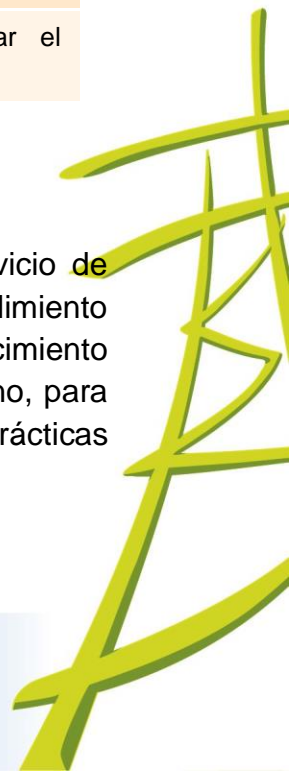 ar el
vicio de
dimiento
cimiento
no, para
rácticas